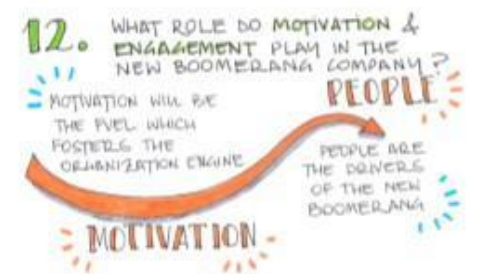 12. WHAT ROLE DO MOTIVATION &
ENGAGEMENT PLAY IN THE
NEW BOOMERANG COMPANY?
MOTIVATION WILL BE
THE FUEL WHICH
FOSTERS THE
ORGANIZATION ENGINE
MOTIVATION
PEOPLE
PEOPLE ARE
THE DRIVERS
OF THE NEW
BOOMERANG